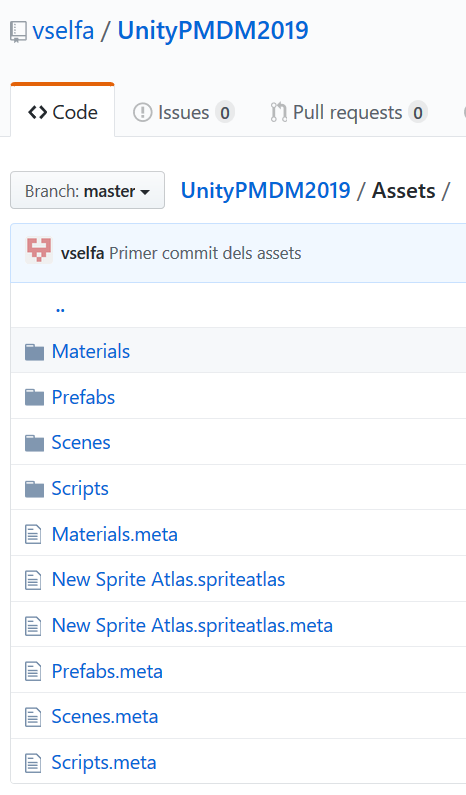 vselfa / UnityPMDM2019
Code Issues 0 Pull requests 0
Branch: master UnityPMDM2019 / Assets /
vselfa Primer commit dels assets
..
Materials
Prefabs
Scenes
Scripts
Materials.meta
New Sprite Atlas.spriteatlas
New Sprite Atlas.spriteatlas.meta
Prefabs.meta
Scenes.meta
Scripts.meta